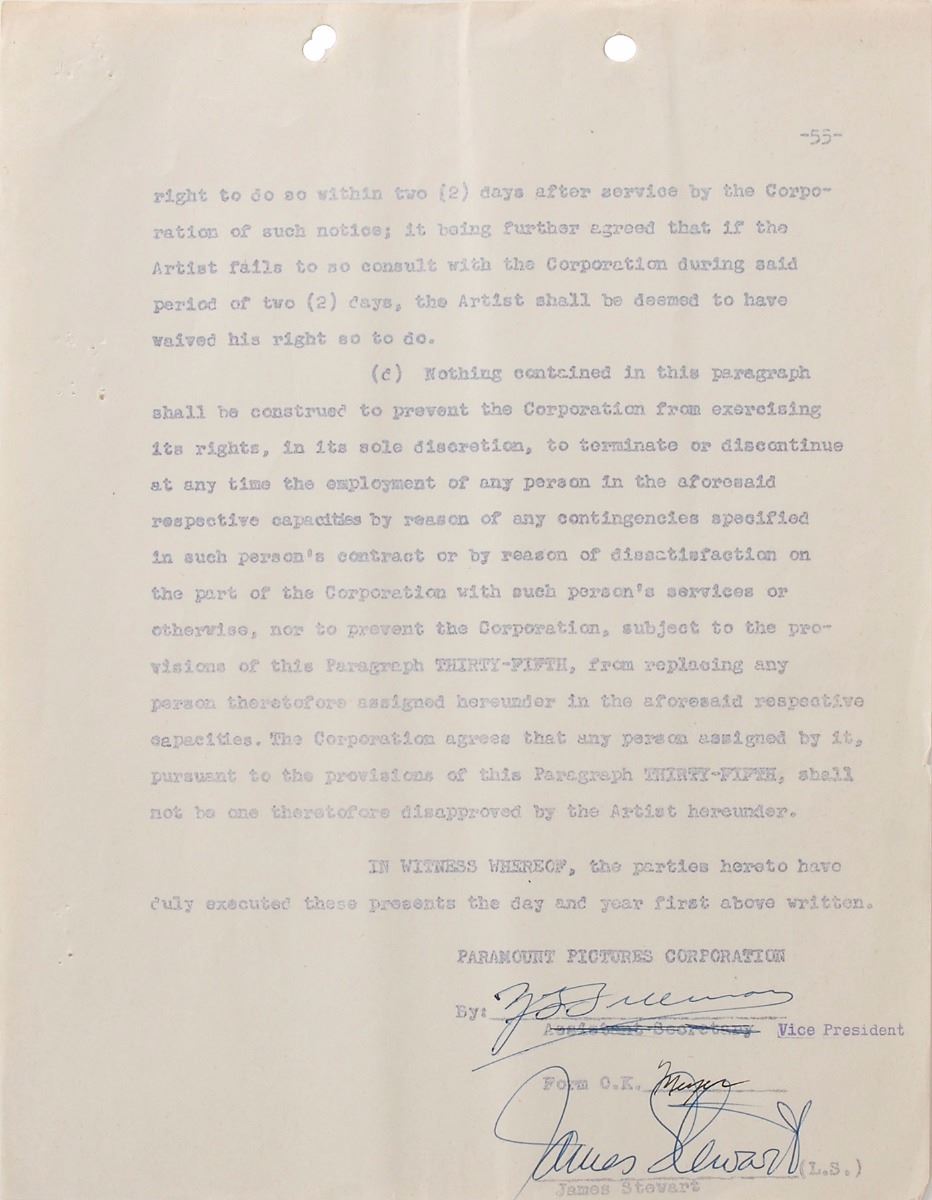 -55-
right to do so within two (2) days after service by the Corpo-
ration of such notice; it being further agreed that if the
Artist fails to so consult with the Corporation during said
period of two (2) days, the Artist shall be deemed to have
waived his right so to do.
(d) Nothing contained in this paragraph
shall be construed to prevent the Corporation from exercising
its rights, in its sole discretion, to terminate or discontinue
at any time the employment of any person in the aforesaid
respective capacities by reason of any contingencies specified
in such person's contract or by reason of dissatisfaction on
the part of the Corporation with such person's services or
otherwise, nor to prevent the Corporation, subject to the pro-
visions of this Paragraph THIRTY-FIFTH, from replacing any
person theretofore assigned hereunder in the aforesaid respective
capacities. The Corporation agrees that any person assigned by it,
pursuant to the provisions of this Paragraph THIRTY-FIFTH, shall
not be one theretofore disapproved by the Artist hereunder.
IN WITNESS WHEREOF, the parties hereto have
duly executed these presents the day and year first above written.
PARAMOUNT PICTURES CORPORATION
By: Y F Freeman
Assistant Secretary Vice President
Form O.K. Meyer
James Stewart (L.S.)
James Stewart